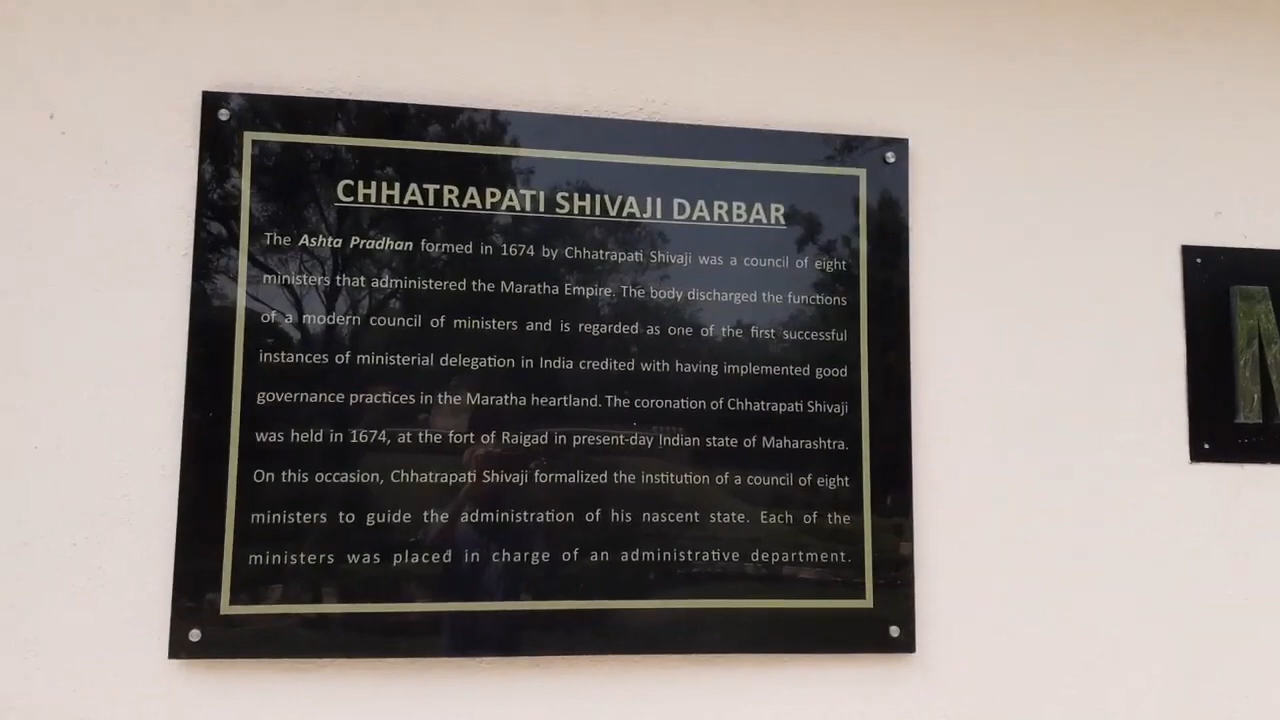 CHHATRAPATI SHIVAJI DARBAR
The Ashta Pradhan formed in 1674 by Chhatrapati Shivaji was a council of eight
ministers that administered the Maratha Empire. The body discharged the functions
of a modern council of ministers and is regarded as one of the first successful
instances of ministerial delegation in India credited with having implemented good
governance practices in the Maratha heartland. The coronation of Chhatrapati Shivaji
was held in 1674, at the fort of Raigad in present-day Indian state of Maharashtra.
On this occasion, Chhatrapati Shivaji formalized the institution of a council of eight
ministers to guide the administration of his nascent state. Each of the
ministers was placed in charge of an administrative department.